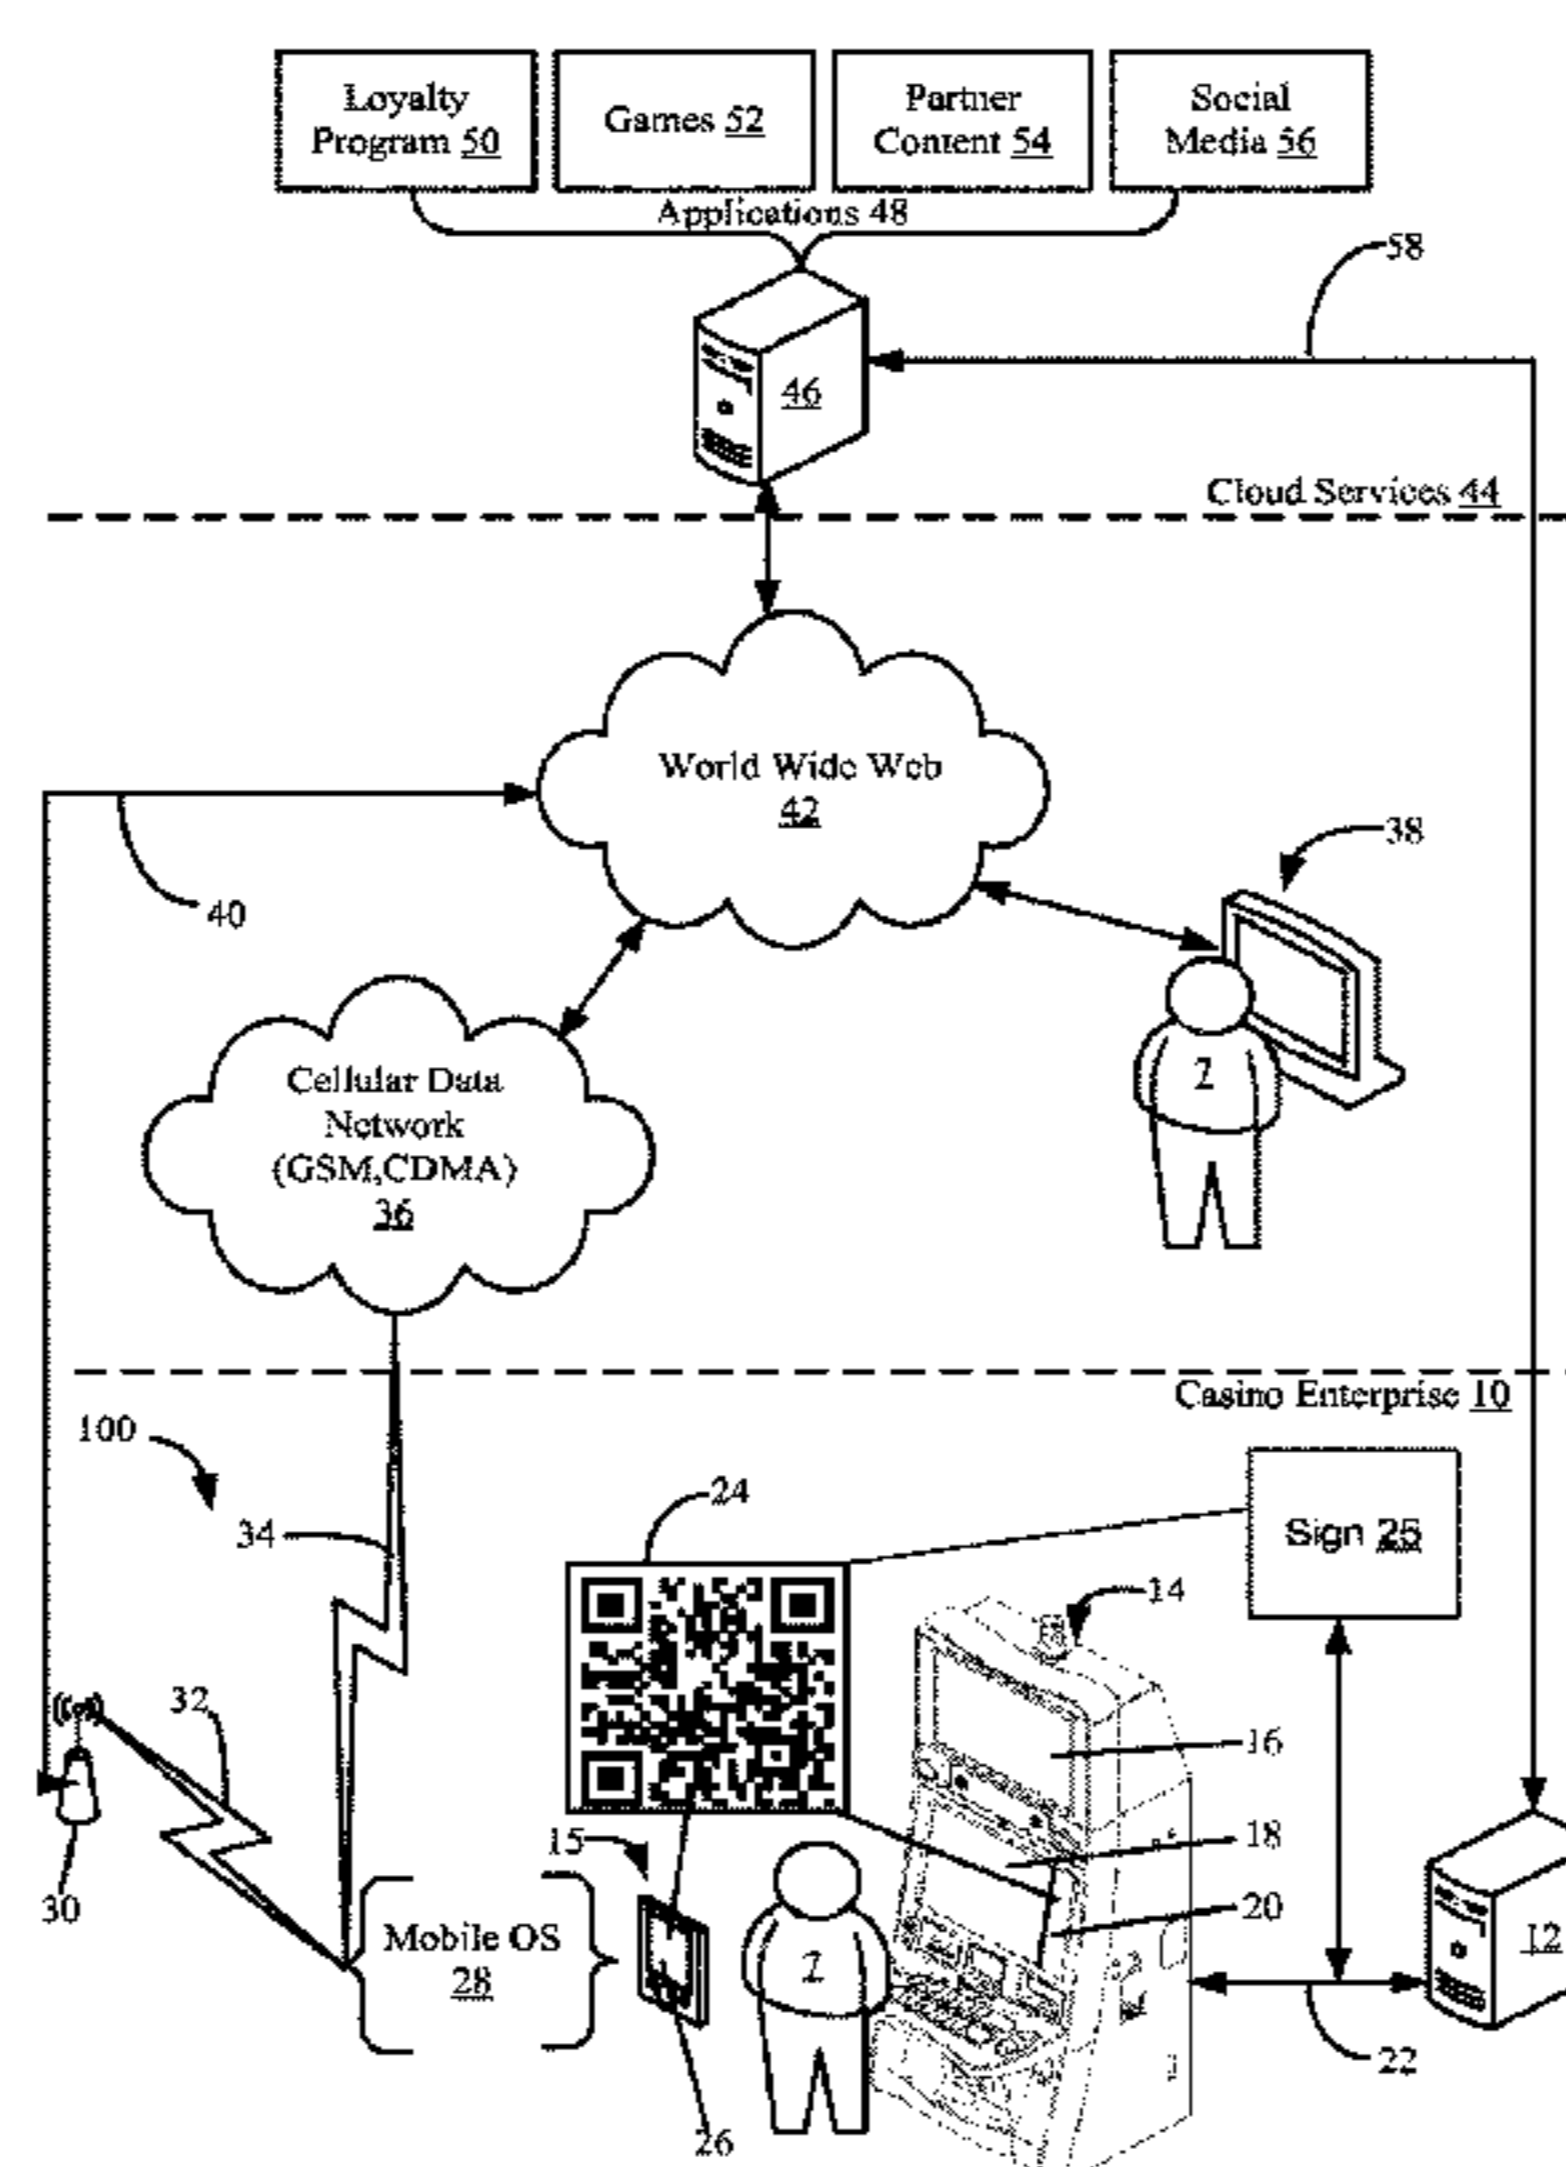 Loyalty
Program 50
Games 52
Partner
Content 54
Social
Media 56
Applications 48
58
46
Cloud Services 44
World Wide Web
42
40
38
2
Cellular Data
Network
(GSM,CDMA)
36
Casino Enterprise 10
100
34
24
Sign 25
14
32
16
15
18
30
Mobile OS
28
20
2
12
22
26